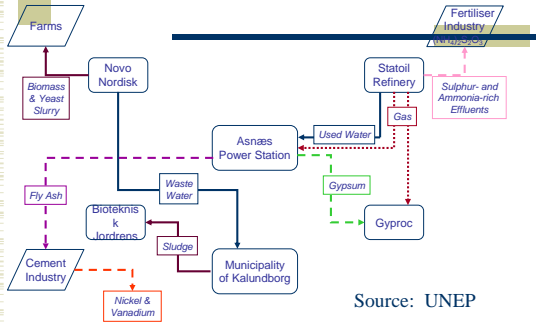 Farms
Fertiliser
Industry
(NH4)2S2O3
Novo
Nordisk
Statoil
Refinery
Biomass
& Yeast
Slurry
Sulphur- and
Ammonia-rich
Effluents
Gas
Used Water
Asnæs
Power Station
Fly Ash
Waste
Water
Gypsum
Bioteknis
k
Jordrens
Gyproc
Sludge
Cement
Industry
Municipality
of Kalundborg
Nickel &
Vanadium
Source: UNEP